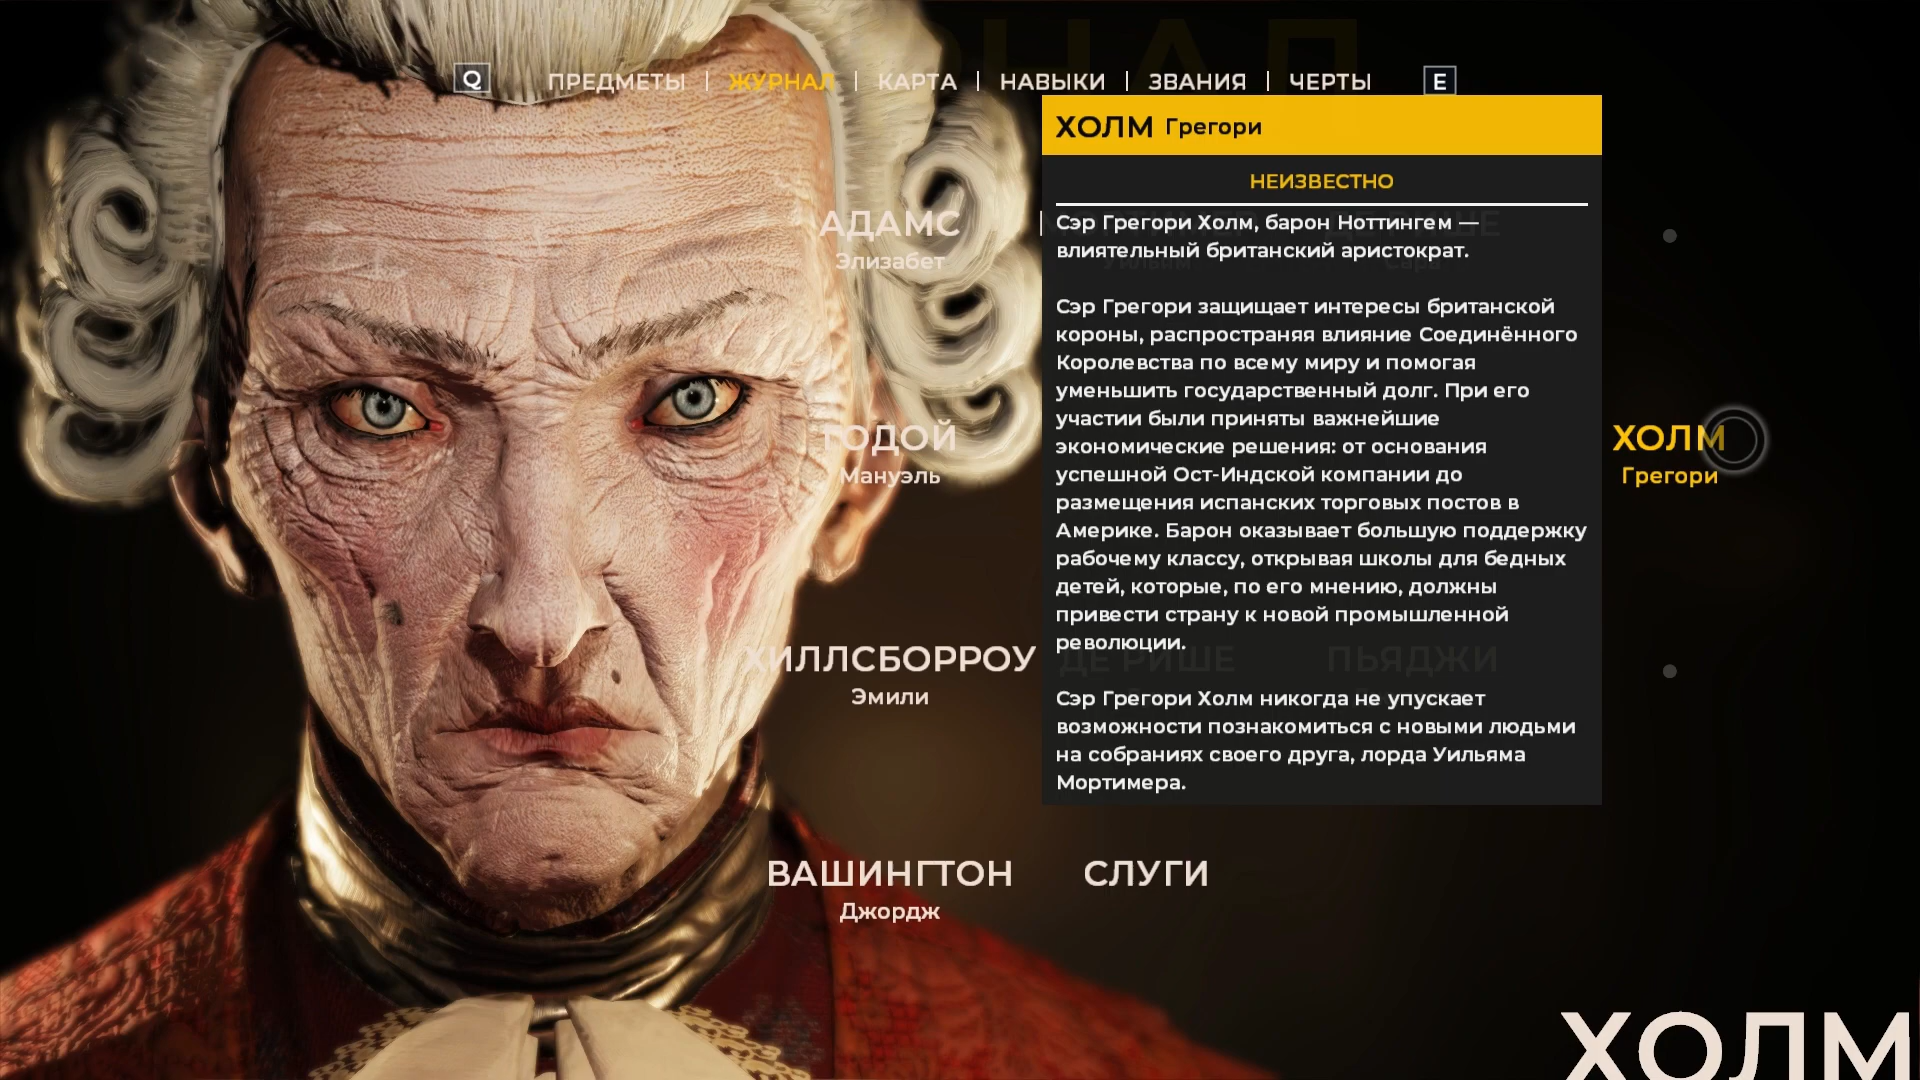 Q ПРЕДМЕТЫ | ЖУРНАЛ | КАРТА | НАВЫКИ | ЗВАНИЯ | ЧЕРТЫ E
ХОЛМ Грегори
НЕИЗВЕСТНО
Сэр Грегори Холм, барон Ноттингем —
влиятельный британский аристократ.
Сэр Грегори защищает интересы британской
короны, распространяя влияние Соединённого
Королевства по всему миру и помогая
уменьшить государственный долг. При его
участии были приняты важнейшие
экономические решения: от основания
успешной Ост-Индской компании до
размещения испанских торговых постов в
Америке. Барон оказывает большую поддержку
рабочему классу, открывая школы для бедных
детей, которые, по его мнению, должны
привести страну к новой промышленной
революции.
Сэр Грегори Холм никогда не упускает
возможности познакомиться с новыми людьми
на собраниях своего друга, лорда Уильяма
Мортимера.
АДАМС
Элизабет
ГОДОЙ
Мануэль
ХОЛМ
Грегори
ХИЛЛСБОРРОУ
Эмили
ДЕ РИШЕ
ПЬЯДЖИ
ВАШИНГТОН
Джордж
СЛУГИ
ХОЛМ